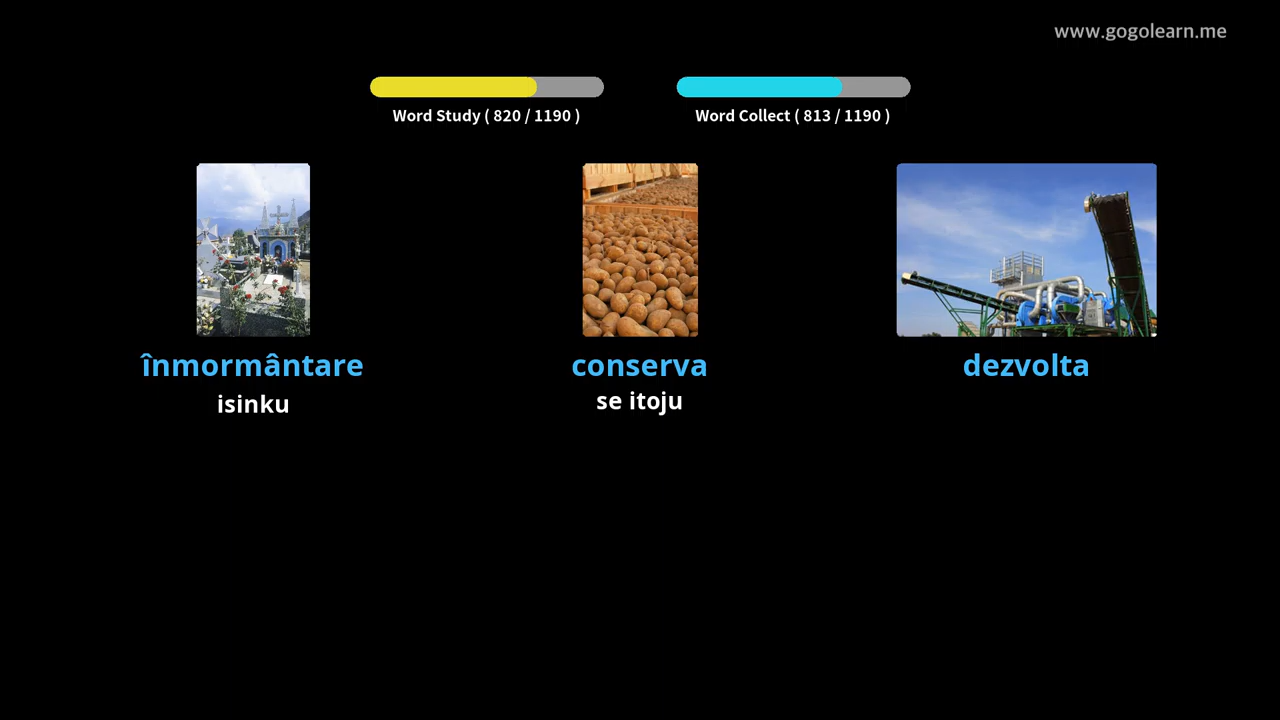 www.gogolearn.me
Word Study ( 820 / 1190 )
Word Collect ( 813 / 1190 )
înmormântare
conserva
dezvolta
isinku
se itoju